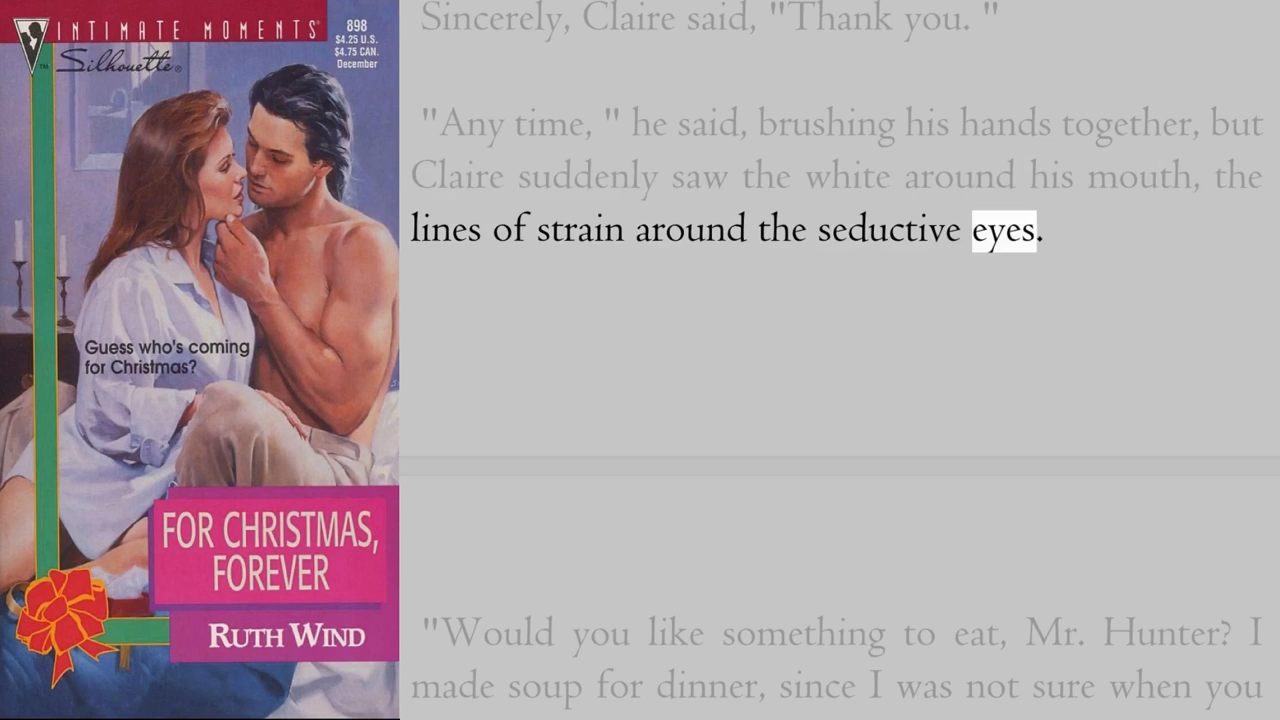 INTIMATE MOMENTS®
898
$4.25 U.S.
$4.75 CAN.
December
™
Silhouette®
Guess who's coming
for Christmas?
FOR CHRISTMAS,
FOREVER
RUTH WIND
Sincerely, Claire said, "Thank you. "
"Any time, " he said, brushing his hands together, but
Claire suddenly saw the white around his mouth, the
lines of strain around the seductive eyes.
"Would you like something to eat, Mr. Hunter? I
made soup for dinner, since I was not sure when you